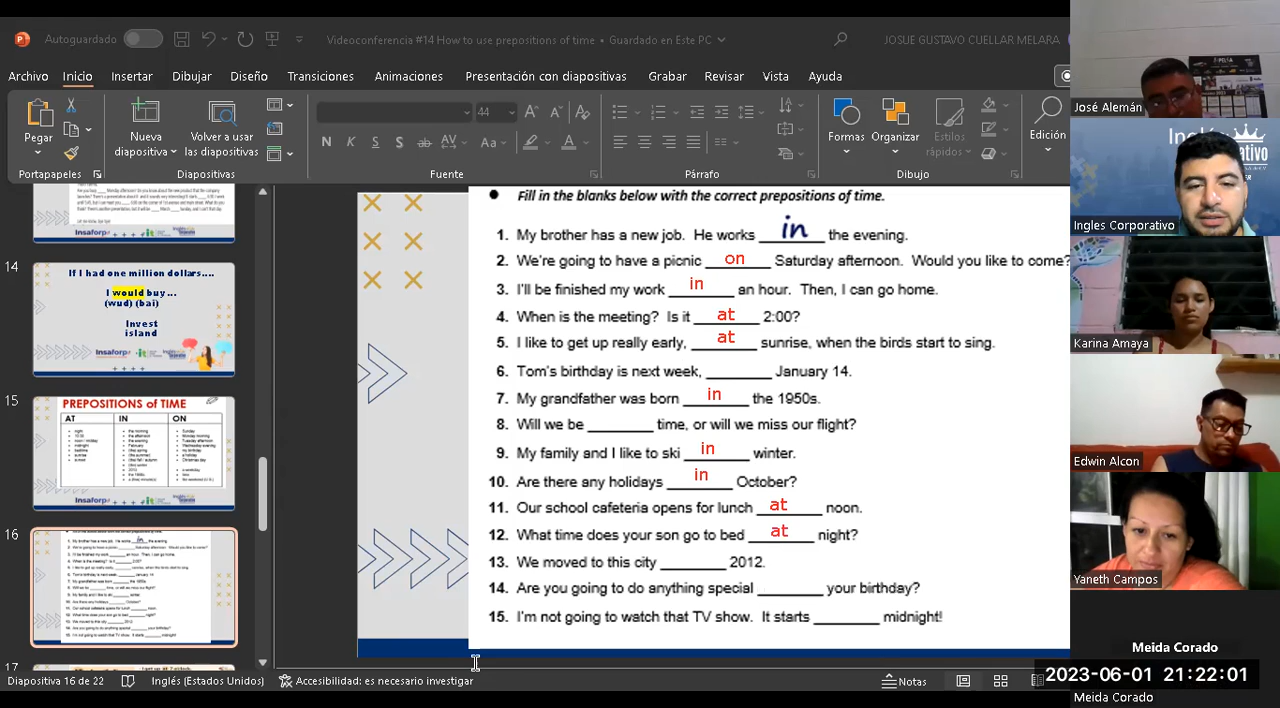 Autoguardado
Videoconferencia #14 How to use prepositions of time • Guardado en Este PC
JOSUE GUSTAVO CUELLAR MELARA
Archivo Inicio Insertar Dibujar Diseño Transiciones Animaciones Presentación con diapositivas Grabar Revisar Vista Ayuda
Pegar
Nueva diapositiva
Volver a usar las diapositivas
44
N K S S ab AV Aa A
Formas
Organizar
Estilos rápidos
Edición
Portapapeles Diapositivas Fuente Párrafo Dibujo
14
If I had one million dollars....
I would buy ...
(wud) (bai)
Invest
island
15
PREPOSITIONS of TIME
AT IN ON
16
17
• Fill in the blanks below with the correct prepositions of time.
1. My brother has a new job. He works in the evening.
2. We're going to have a picnic on Saturday afternoon. Would you like to come?
3. I'll be finished my work in an hour. Then, I can go home.
4. When is the meeting? Is it at 2:00?
5. I like to get up really early, at sunrise, when the birds start to sing.
6. Tom's birthday is next week, ________ January 14.
7. My grandfather was born in the 1950s.
8. Will we be ________ time, or will we miss our flight?
9. My family and I like to ski in winter.
10. Are there any holidays in October?
11. Our school cafeteria opens for lunch at noon.
12. What time does your son go to bed at night?
13. We moved to this city ________ 2012.
14. Are you going to do anything special ________ your birthday?
15. I'm not going to watch that TV show. It starts ________ midnight!
José Alemán
Ingles Corporativo
Karina Amaya
Edwin Alcon
Yaneth Campos
Meida Corado
2023-06-01 21:22:01
Meida Corado
Diapositiva 16 de 22
Inglés (Estados Unidos)
Accesibilidad: es necesario investigar
Notas